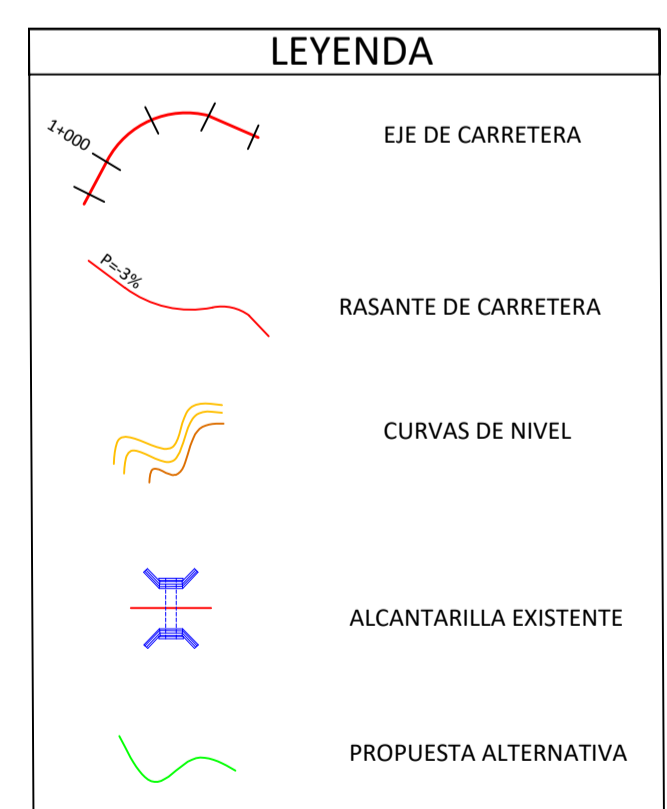 LEYENDA
1+000
EJE DE CARRETERA
P=-3%
RASANTE DE CARRETERA
CURVAS DE NIVEL
ALCANTARILLA EXISTENTE
PROPUESTA ALTERNATIVA